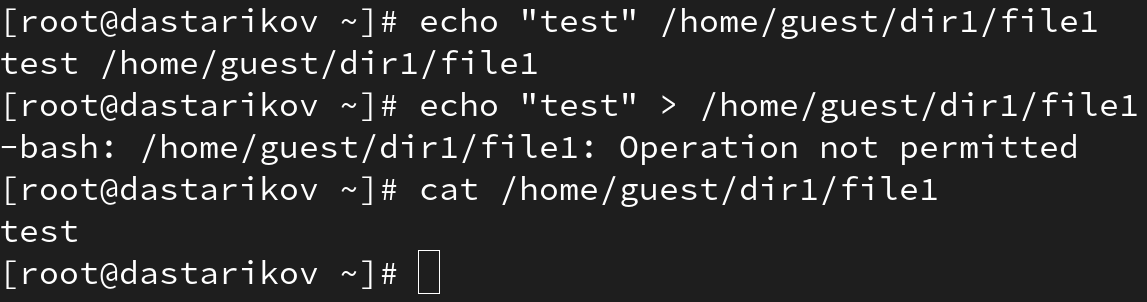 [root@dastarikov ~]# echo "test" /home/guest/dir1/file1
test /home/guest/dir1/file1
[root@dastarikov ~]# echo "test" > /home/guest/dir1/file1
-bash: /home/guest/dir1/file1: Operation not permitted
[root@dastarikov ~]# cat /home/guest/dir1/file1
test
[root@dastarikov ~]#